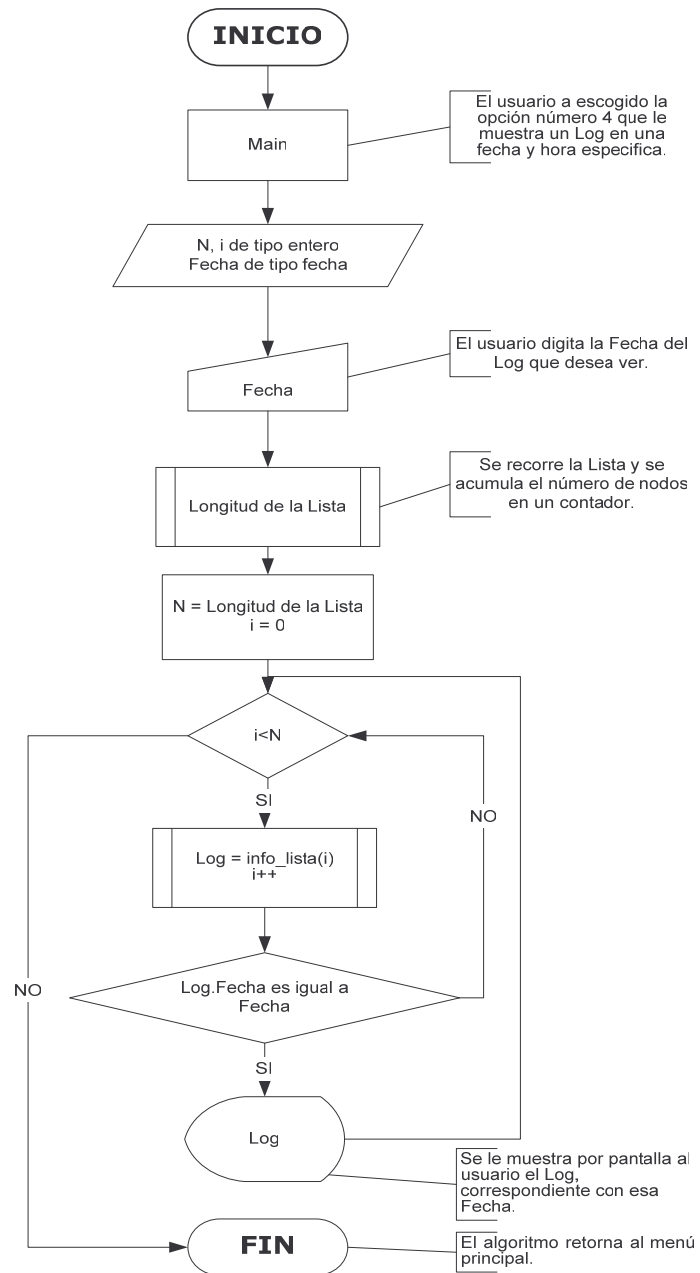 INICIO
Main
El usuario a escogido la
opción número 4 que le
muestra un Log en una
fecha y hora especifica.
N, i de tipo entero
Fecha de tipo fecha
Fecha
El usuario digita la Fecha del
Log que desea ver.
Longitud de la Lista
Se recorre la Lista y se
acumula el número de nodos
en un contador.
N = Longitud de la Lista
i = 0
i<N
SI
NO
Log = info_lista(i)
i++
Log.Fecha es igual a
Fecha
NO
SI
Log
Se le muestra por pantalla al
usuario el Log,
correspondiente con esa
Fecha.
FIN
El algoritmo retorna al menú
principal.